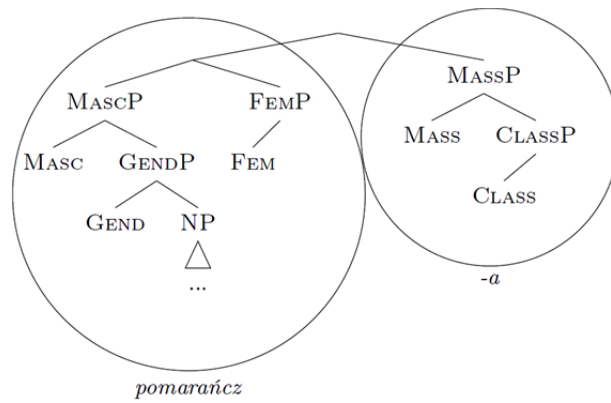 MassP
MascP FemP
Mass ClassP
Masc GendP Fem
Class
Gend NP
...
-a
pomarańcz